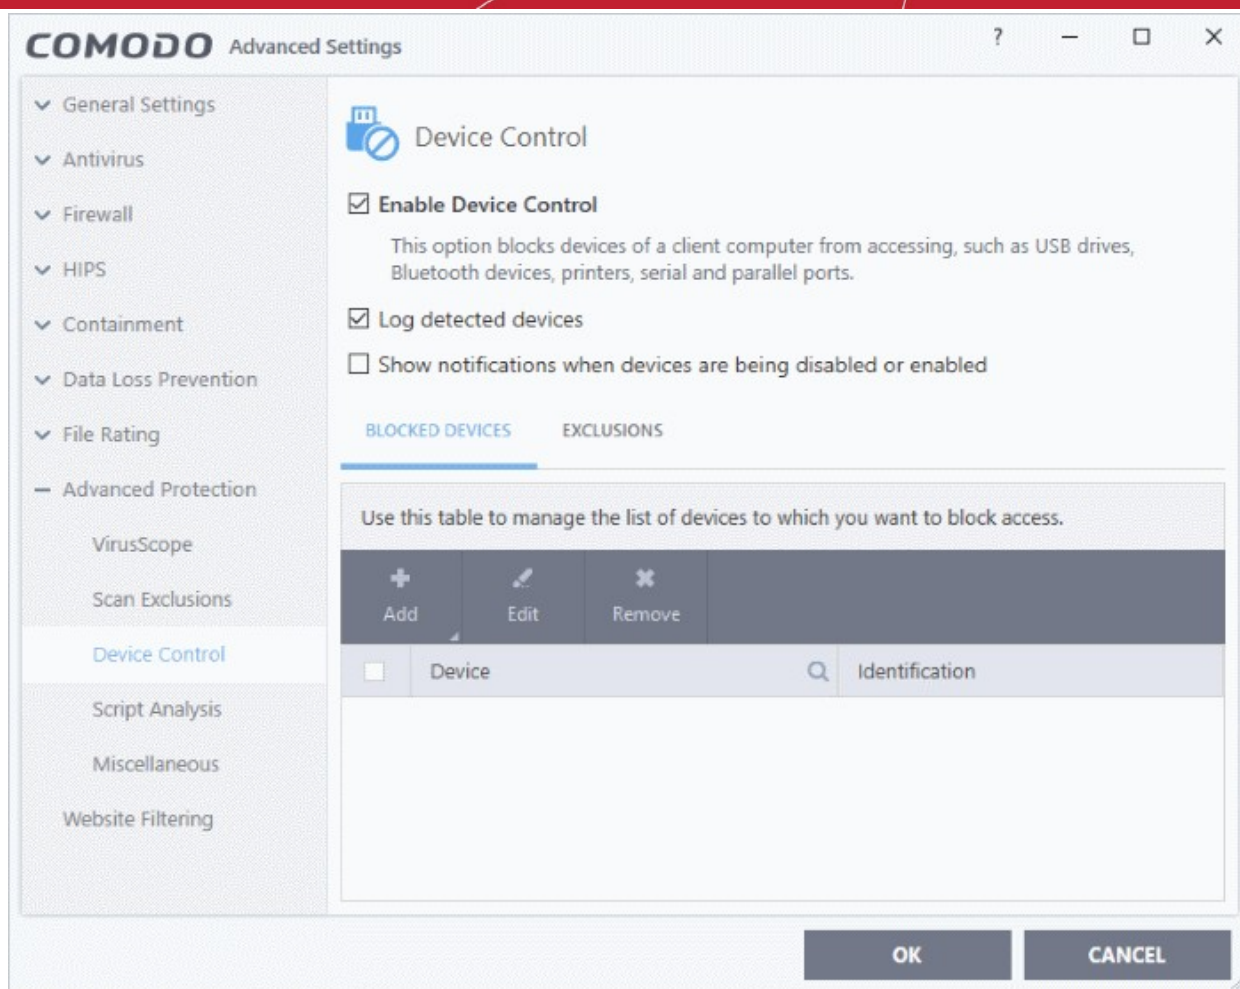 COMODO Advanced Settings ?
General Settings
Antivirus
Firewall
HIPS
Containment
Data Loss Prevention
File Rating
Advanced Protection
VirusScope
Scan Exclusions
Device Control
Script Analysis
Miscellaneous
Website Filtering
Device Control
Enable Device Control
This option blocks devices of a client computer from accessing, such as USB drives,
Bluetooth devices, printers, serial and parallel ports.
Log detected devices
Show notifications when devices are being disabled or enabled
BLOCKED DEVICES EXCLUSIONS
Use this table to manage the list of devices to which you want to block access.
Add Edit Remove
Device Identification
OK CANCEL